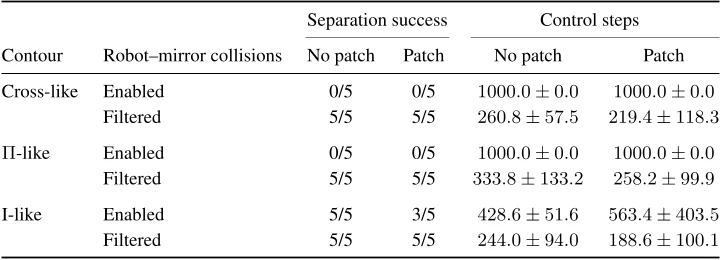 Separation success Control steps
Contour Robot–mirror collisions No patch Patch No patch Patch
Cross-like Enabled 0/5 0/5 1000.0 ± 0.0 1000.0 ± 0.0
Filtered 5/5 5/5 260.8 ± 57.5 219.4 ± 118.3
Π-like Enabled 0/5 0/5 1000.0 ± 0.0 1000.0 ± 0.0
Filtered 5/5 5/5 333.8 ± 133.2 258.2 ± 99.9
I-like Enabled 5/5 3/5 428.6 ± 51.6 563.4 ± 403.5
Filtered 5/5 5/5 244.0 ± 94.0 188.6 ± 100.1